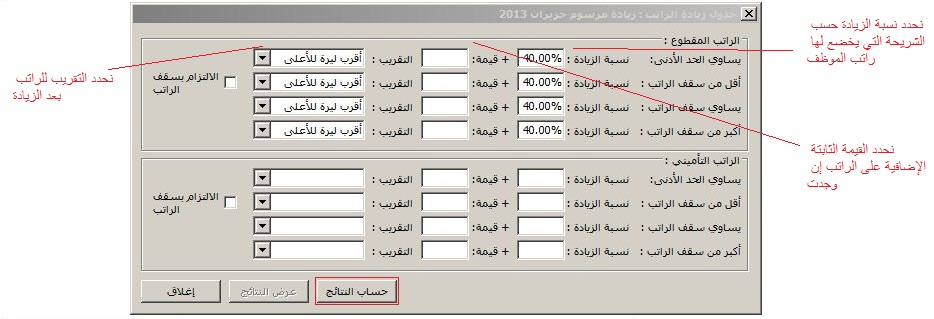 جدول زيادة الراتب : زيادة مرسوم حزيران 2013
الراتب المقطوع :
يساوي الحد الأدنى: نسبة الزيادة : 40.00% + قيمة: التقريب : أقرب ليرة للأعلى
أقل من سقف الراتب : نسبة الزيادة : 40.00% + قيمة: التقريب : أقرب ليرة للأعلى
يساوي سقف الراتب : نسبة الزيادة : 40.00% + قيمة: التقريب : أقرب ليرة للأعلى
أكبر من سقف الراتب : نسبة الزيادة : 40.00% + قيمة: التقريب : أقرب ليرة للأعلى
الالتزام بسقف
الراتب
الراتب التأميني :
يساوي الحد الأدنى: نسبة الزيادة : + قيمة: التقريب :
أقل من سقف الراتب : نسبة الزيادة : + قيمة: التقريب :
يساوي سقف الراتب : نسبة الزيادة : + قيمة: التقريب :
أكبر من سقف الراتب : نسبة الزيادة : + قيمة: التقريب :
الالتزام بسقف
الراتب
حساب النتائج
عرض النتائج
إغلاق
نحدد نسبة الزيادة حسب
الشريحة التي يخضع لها
راتب الموظف
نحدد القيمة الثابتة
الإضافية على الراتب إن
وجدت
نحدد التقريب للراتب
بعد الزيادة